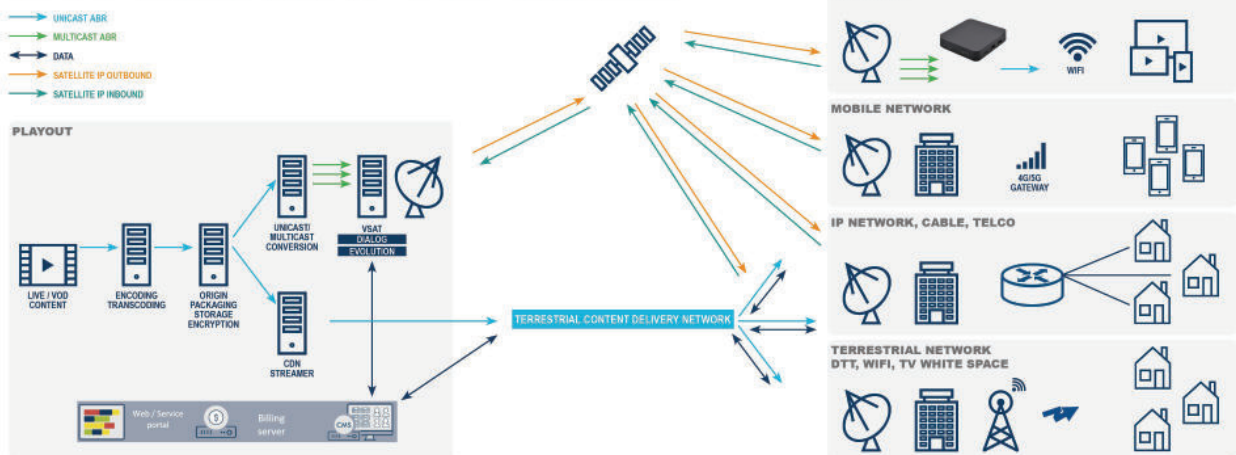 UNICAST ABR
MULTICAST ABR
DATA
SATELLITE IP OUTBOUND
SATELLITE IP INBOUND
PLAYOUT
LIVE / VOD
CONTENT
ENCODING
TRANSCODING
ORIGIN
PACKAGING
STORAGE
ENCRYPTION
UNICAST/
MULTICAST
CONVERSION
VSAT
DIALOG
EVOLUTION
CDN
STREAMER
Web / Service
portal
$
Billing
server
CMS
TERRESTRIAL CONTENT DELIVERY NETWORK
WIFI
MOBILE NETWORK
4G/5G
GATEWAY
IP NETWORK, CABLE, TELCO
TERRESTRIAL NETWORK
DTT, WIFI, TV WHITE SPACE